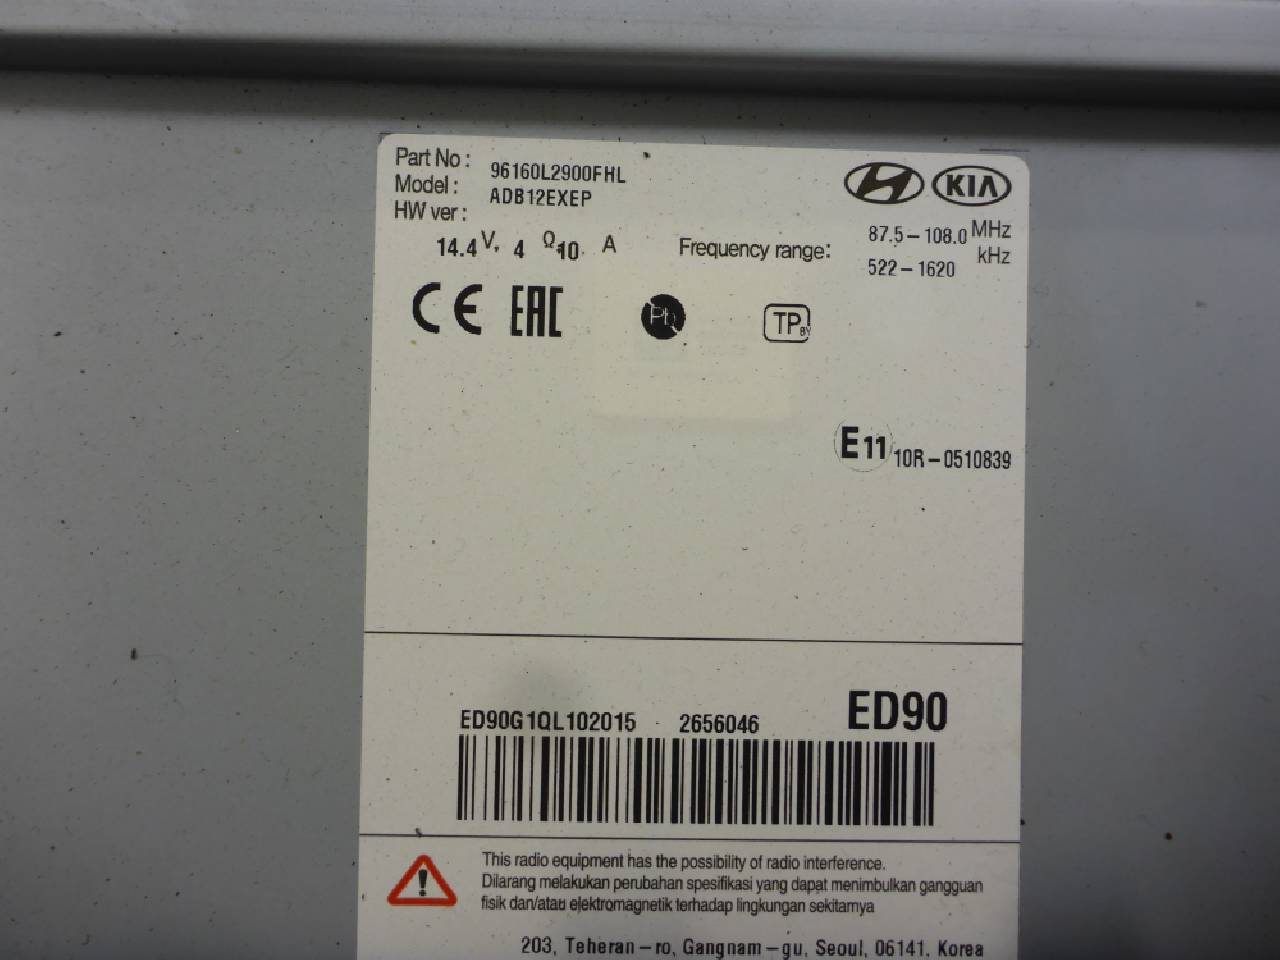 Part No : 96160L2900FHL
Model : ADB12EXEP
HW ver :
KIA
14.4 V, 4 Ω 10 A
Frequency range: 87.5-108.0 MHz
522-1620 kHz
CE EAC TP BY
E11 10R-0510839
ED90G1QL102015 2656046 ED90
This radio equipment has the possibility of radio interference.
Dilarang melakukan perubahan spesifikasi yang dapat menimbulkan gangguan
fisik dan/atau elektromagnetik terhadap lingkungan sekitarnya
203, Teheran-ro, Gangnam-gu, Seoul, 06141, Korea